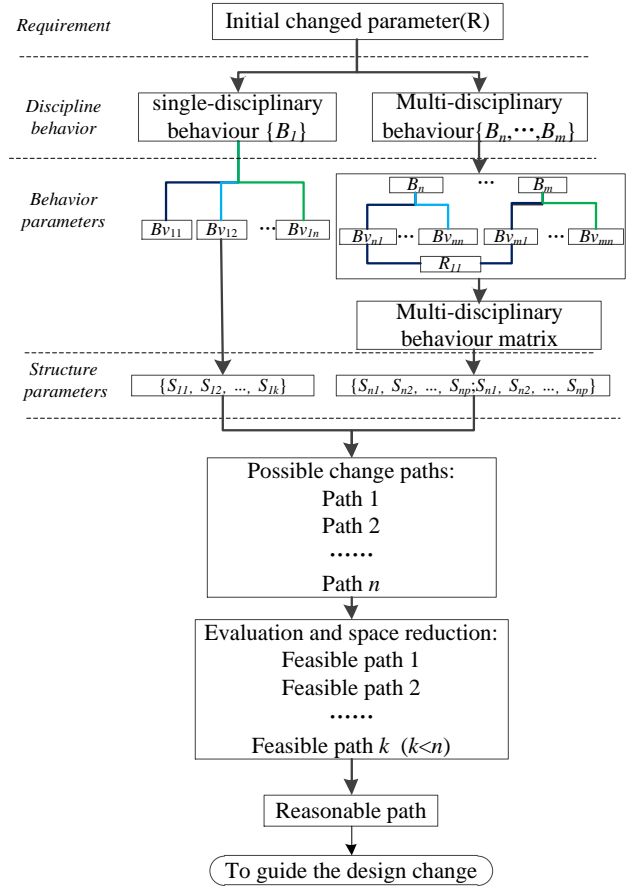 Requirement
Initial changed parameter(R)
Discipline
behavior
single-disciplinary
behaviour {B₁}
Multi-disciplinary
behaviour{Bₙ,···,Bₘ}
Behavior
parameters
Bv₁₁
Bv₁₂
···
Bv₁ₙ
Bₙ
···
Bₘ
Bvₙ₁
···
Bvₙₙ
Bvₘ₁
···
Bvₘₙ
R₁₁
Multi-disciplinary
behaviour matrix
Structure
parameters
{S₁₁, S₁₂, ..., S₁ₖ}
{Sₙ₁, Sₙ₂, ..., Sₙₚ;Sₙ₁, Sₙ₂, ..., Sₙₚ}
Possible change paths:
Path 1
Path 2
······
Path n
Evaluation and space reduction:
Feasible path 1
Feasible path 2
······
Feasible path k (k<n)
Reasonable path
To guide the design change